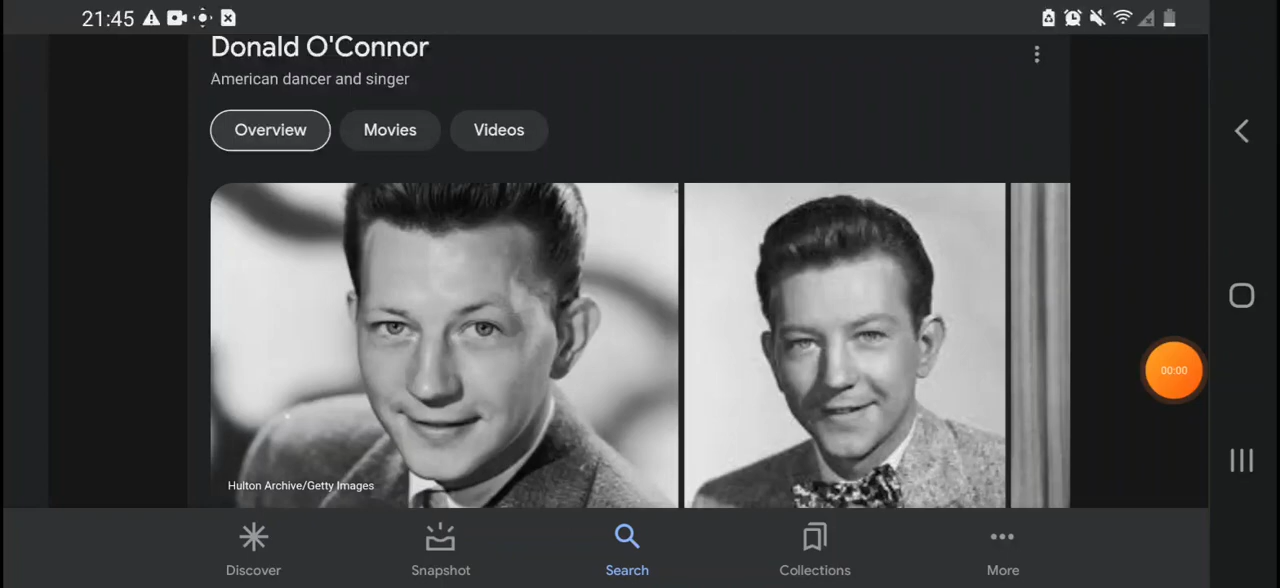 21:45
Donald O'Connor
American dancer and singer
Overview Movies Videos
Hulton Archive/Getty Images
00:00
Discover Snapshot Search Collections More